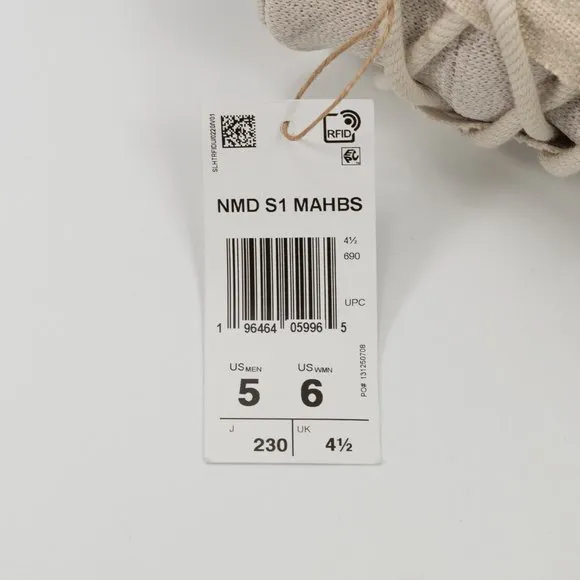 SLHTRFIDU0220IV01
RFID
NMD S1 MAHBS
4½
690
UPC
1 96464 05996 5
US MEN US WMN
5 6
PO# 131250708
J UK
230 4½